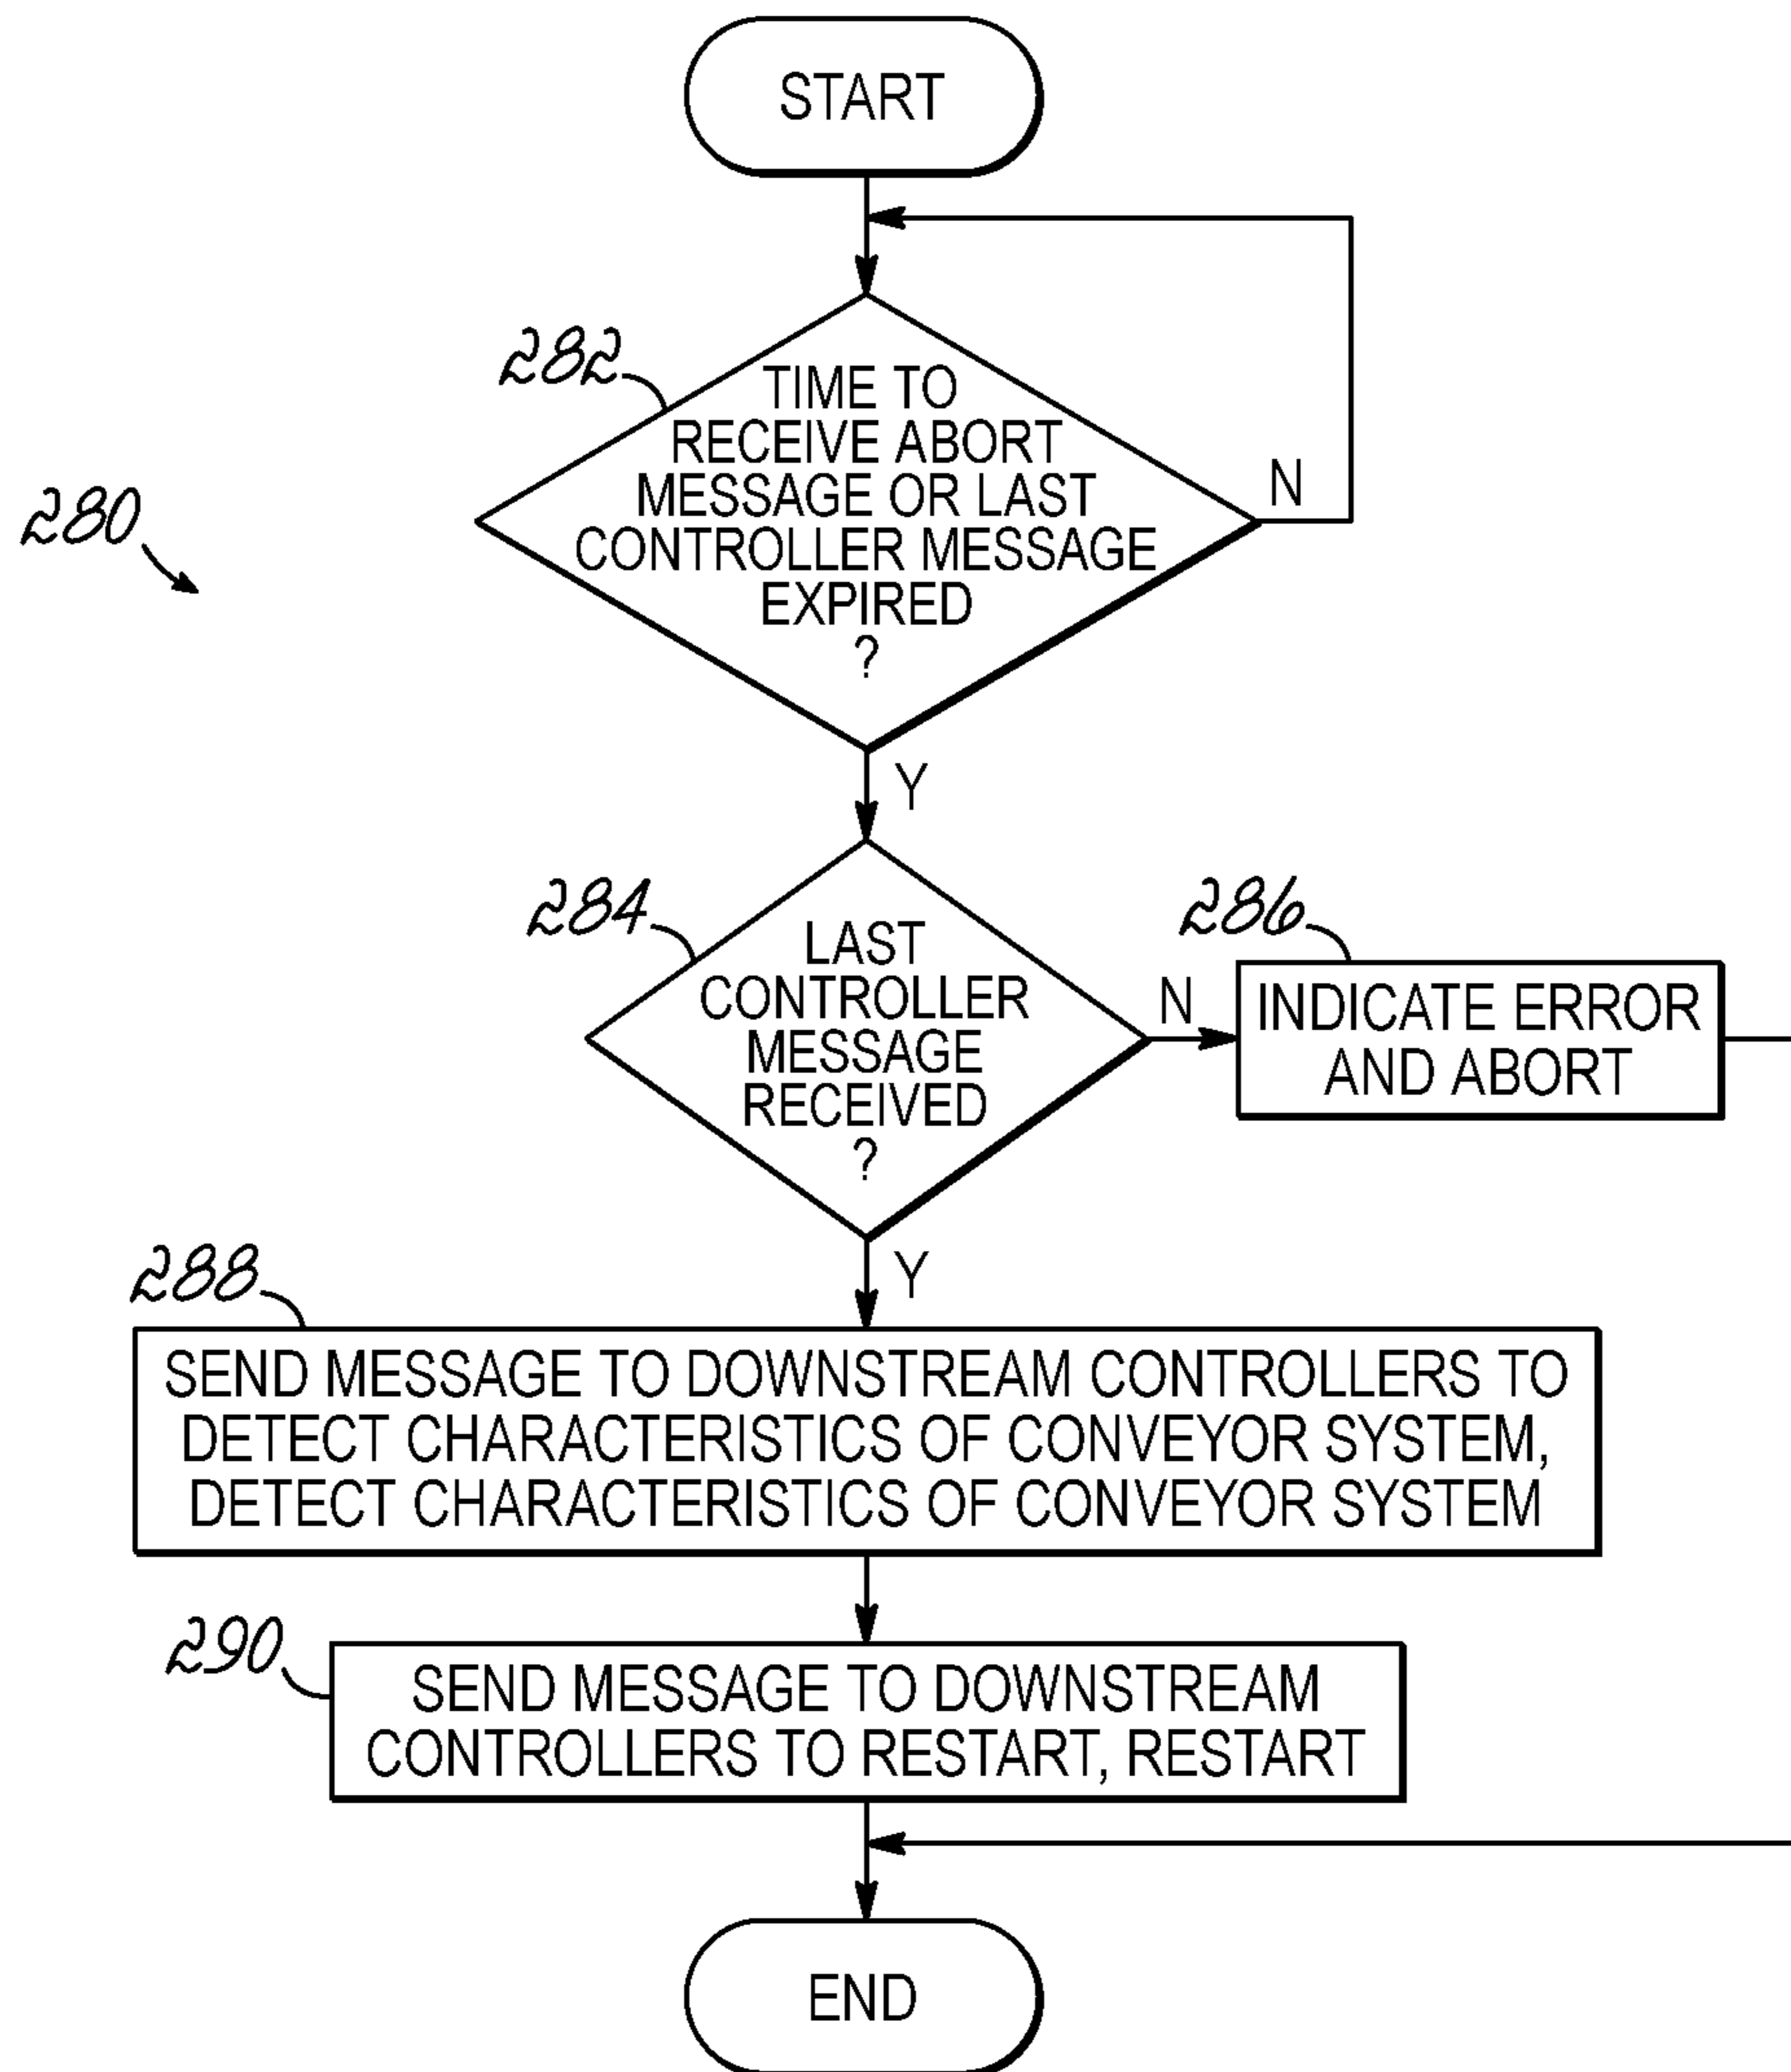 START
282
TIME TO
RECEIVE ABORT
MESSAGE OR LAST
CONTROLLER MESSAGE
EXPIRED
?
N
280
Y
284
LAST
CONTROLLER
MESSAGE
RECEIVED
?
N
286
INDICATE ERROR
AND ABORT
Y
288
SEND MESSAGE TO DOWNSTREAM CONTROLLERS TO
DETECT CHARACTERISTICS OF CONVEYOR SYSTEM,
DETECT CHARACTERISTICS OF CONVEYOR SYSTEM
290
SEND MESSAGE TO DOWNSTREAM
CONTROLLERS TO RESTART, RESTART
END